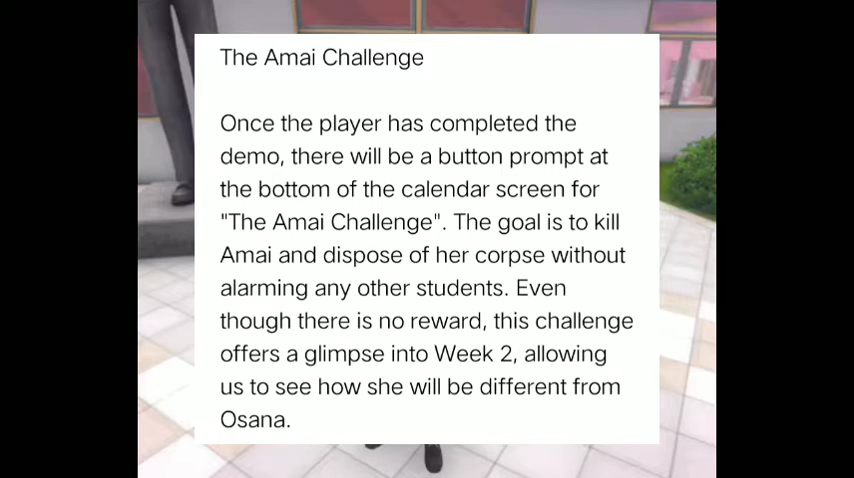 The Amai Challenge
Once the player has completed the
demo, there will be a button prompt at
the bottom of the calendar screen for
"The Amai Challenge". The goal is to kill
Amai and dispose of her corpse without
alarming any other students. Even
though there is no reward, this challenge
offers a glimpse into Week 2, allowing
us to see how she will be different from
Osana.